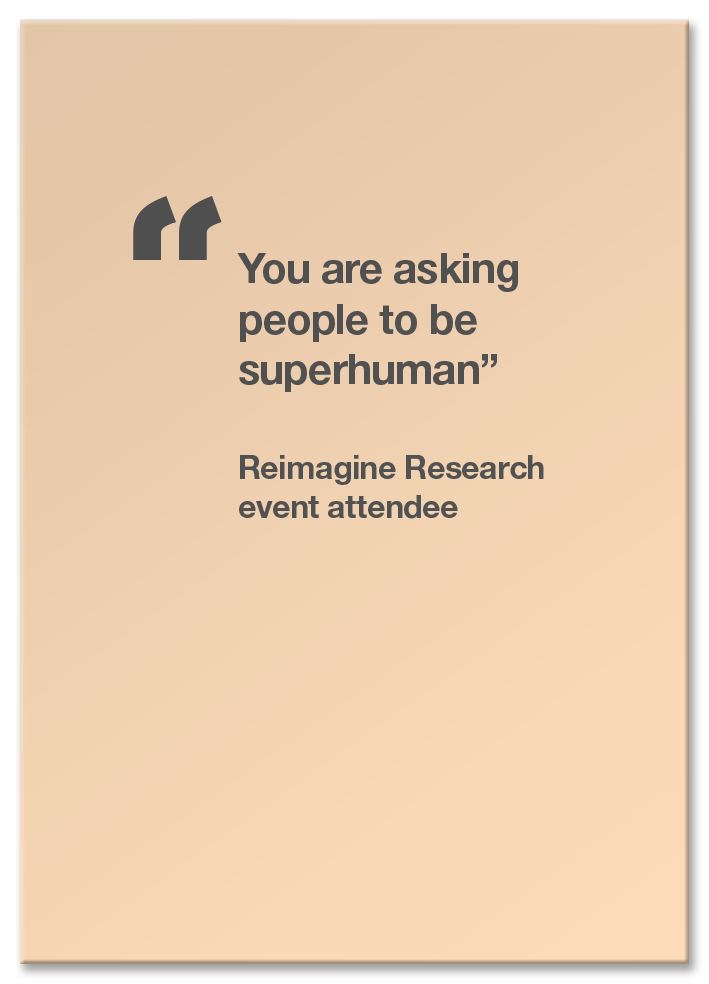 “You are asking
people to be
superhuman”
Reimagine Research
event attendee